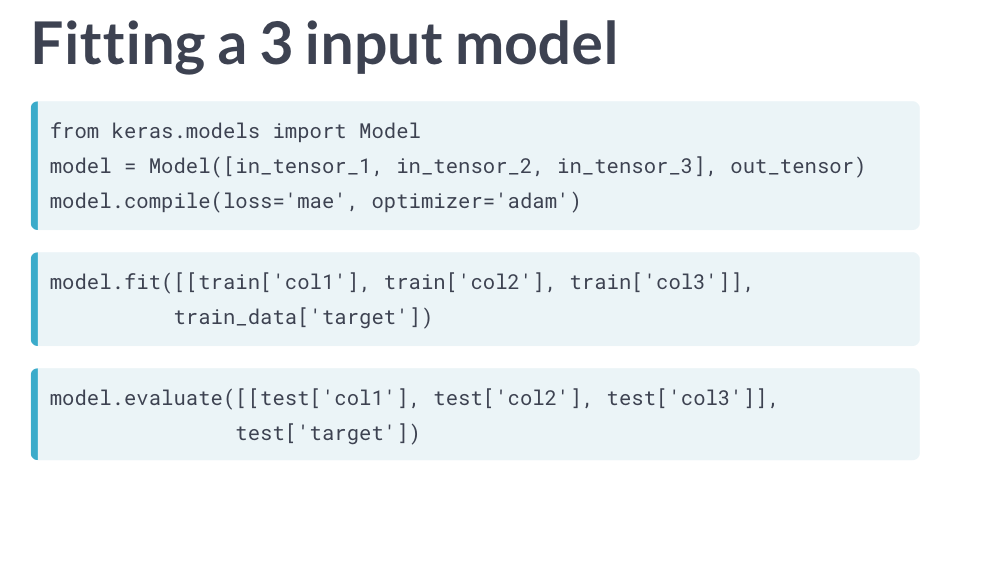 Fitting a 3 input model
from keras.models import Model
model = Model([in_tensor_1, in_tensor_2, in_tensor_3], out_tensor)
model.compile(loss='mae', optimizer='adam')
model.fit([[train['col1'], train['col2'], train['col3']],
train_data['target'])
model.evaluate([[test['col1'], test['col2'], test['col3']],
test['target'])